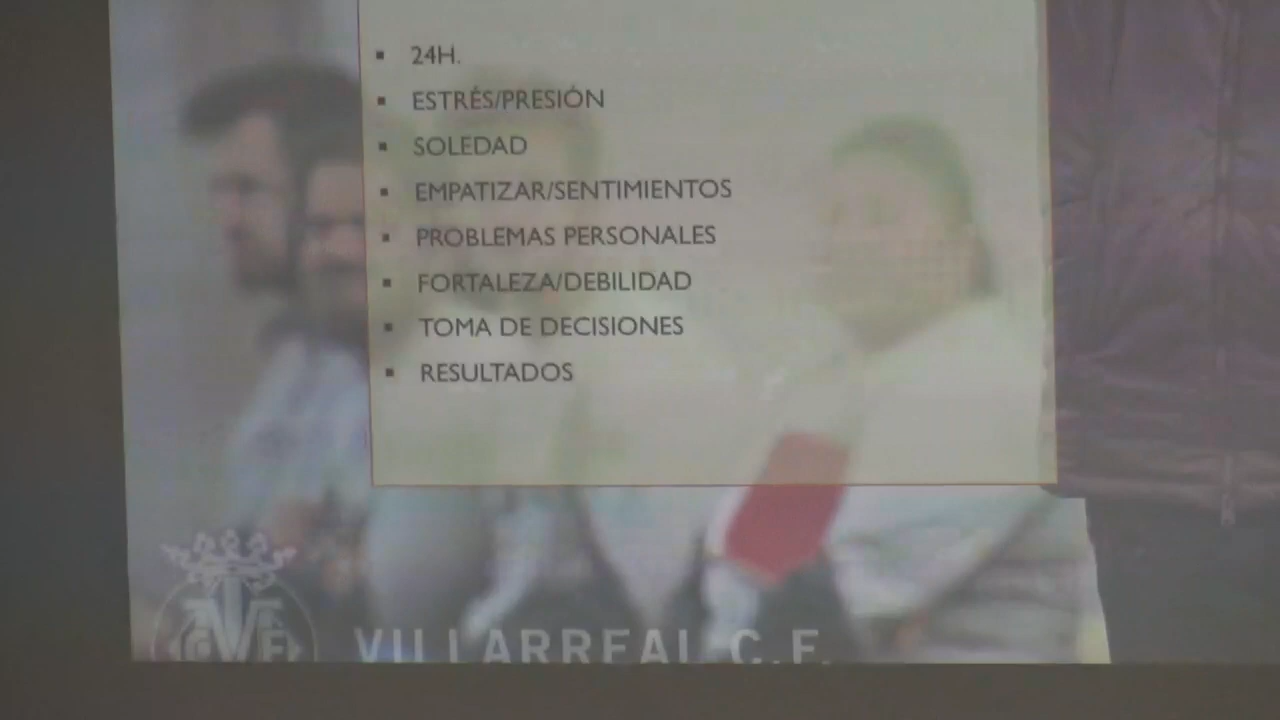 ▪ 24H.
▪ ESTRÉS/PRESIÓN
▪ SOLEDAD
▪ EMPATIZAR/SENTIMIENTOS
▪ PROBLEMAS PERSONALES
▪ FORTALEZA/DEBILIDAD
▪ TOMA DE DECISIONES
▪ RESULTADOS
VILLARREAL C.F.